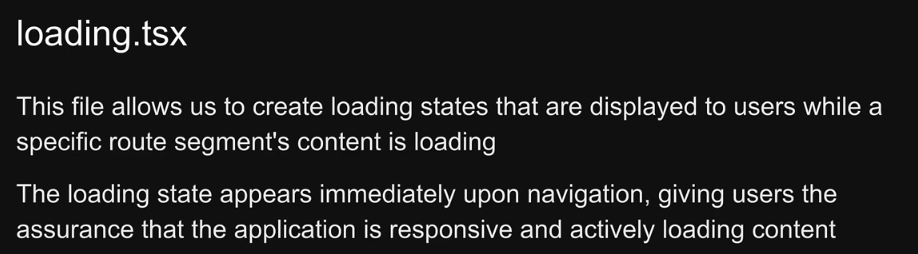 loading.tsx
This file allows us to create loading states that are displayed to users while a
specific route segment's content is loading
The loading state appears immediately upon navigation, giving users the
assurance that the application is responsive and actively loading content